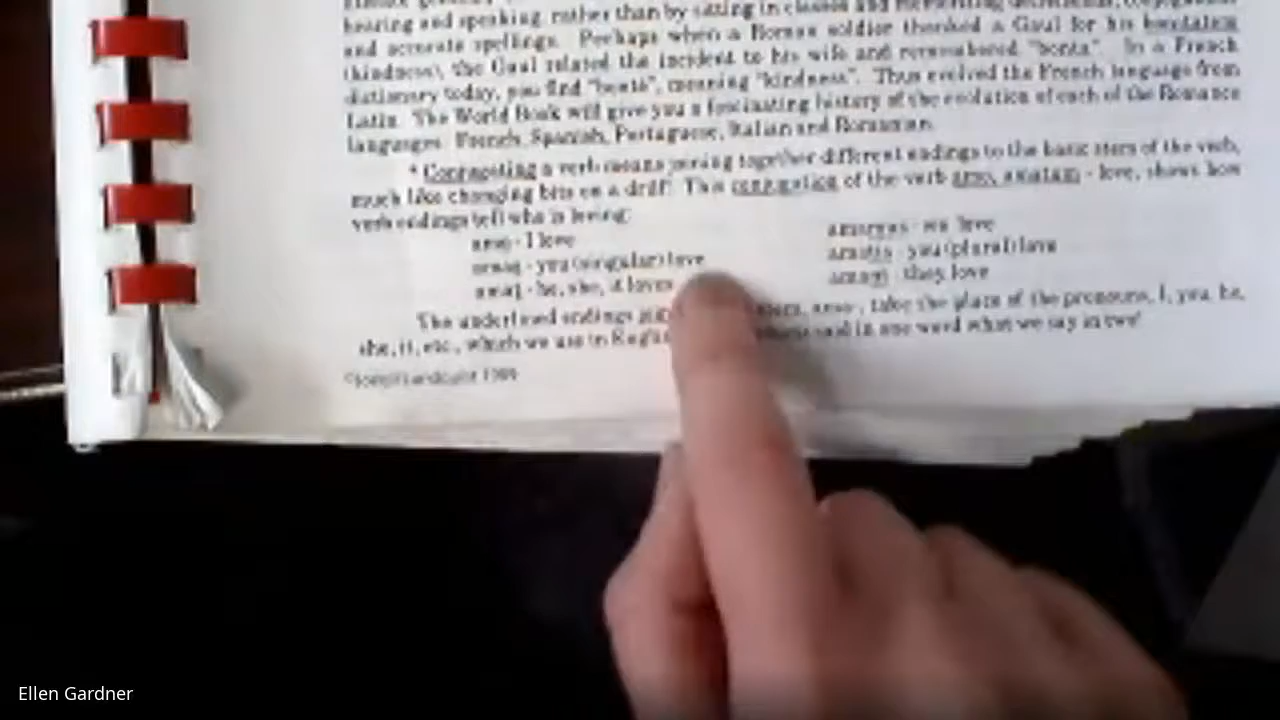 hearing and speaking rather than by sitting in classes and memorizing
and accurate spellings. Perhaps when a Roman soldier thanked a Gaul for his bonitatem
(kindness), the Gaul related the incident to his wife and remembered "bonta". In a French
dictionary today, you find "bonté", meaning "kindness". Thus evolved the French language from
Latin. The World Book will give you a fascinating history of the evolution of each of the Romance
languages: French, Spanish, Portuguese, Italian and Romanian.
* Conjugating a verb means joining together different endings to the basic stem of the verb,
much like changing bits on a drill! This conjugation of the verb amo, amatam - love, shows how
verb endings tell who is loving:
amo - I love
amas - you (singular) love
amat - he, she, it loves
amamus - we love
amatis - you (plural) love
amant - they love
The underlined endings stem, ama-, take the place of the pronouns, I, you, he,
she, it, etc., which we use in said in one word what we say in two!
1989
Ellen Gardner